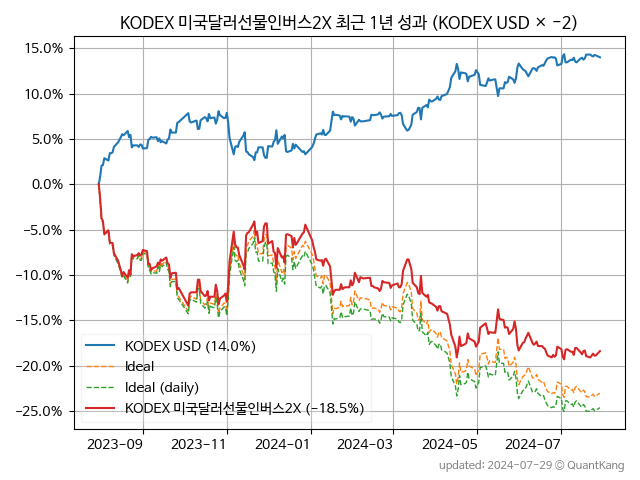 KODEX 미국달러선물인버스2X 최근 1년 성과 (KODEX USD × −2)
15.0%
10.0%
5.0%
0.0%
−5.0%
−10.0%
−15.0%
−20.0%
−25.0%
KODEX USD (14.0%)
Ideal
Ideal (daily)
KODEX 미국달러선물인버스2X (−18.5%)
2023−09 2023−11 2024−01 2024−03 2024−05 2024−07
updated: 2024-07-29 © QuantKang